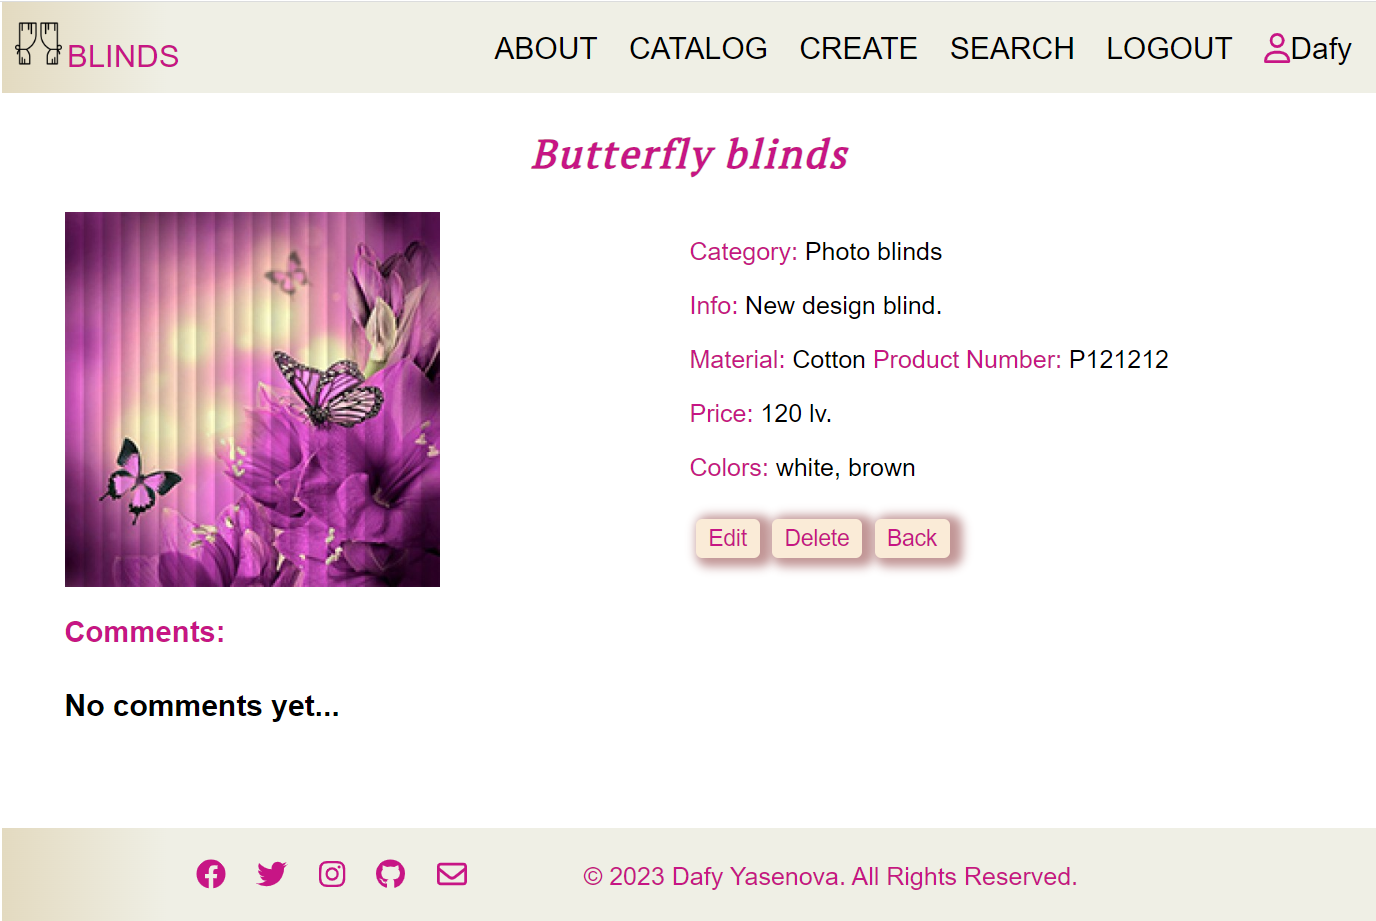 BLINDS
ABOUT CATALOG CREATE SEARCH LOGOUT Dafy
Butterfly blinds
Category: Photo blinds
Info: New design blind.
Material: Cotton Product Number: P121212
Price: 120 lv.
Colors: white, brown
Edit Delete Back
Comments:
No comments yet...
© 2023 Dafy Yasenova. All Rights Reserved.